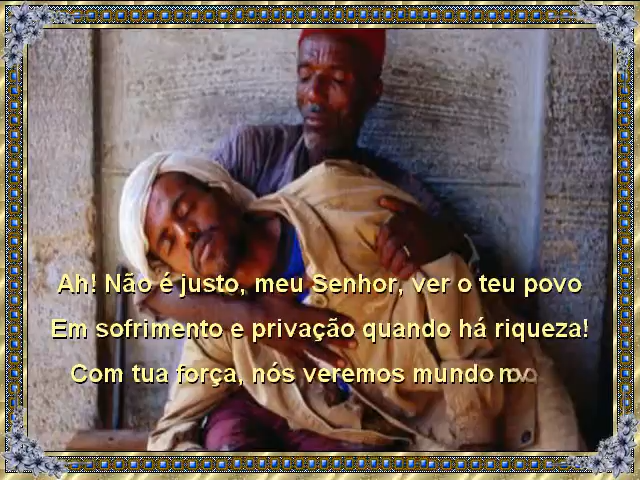 Ah! Não é justo, meu Senhor, ver o teu povo
Em sofrimento e privação quando há riqueza!
Com tua força, nós veremos mundo novo